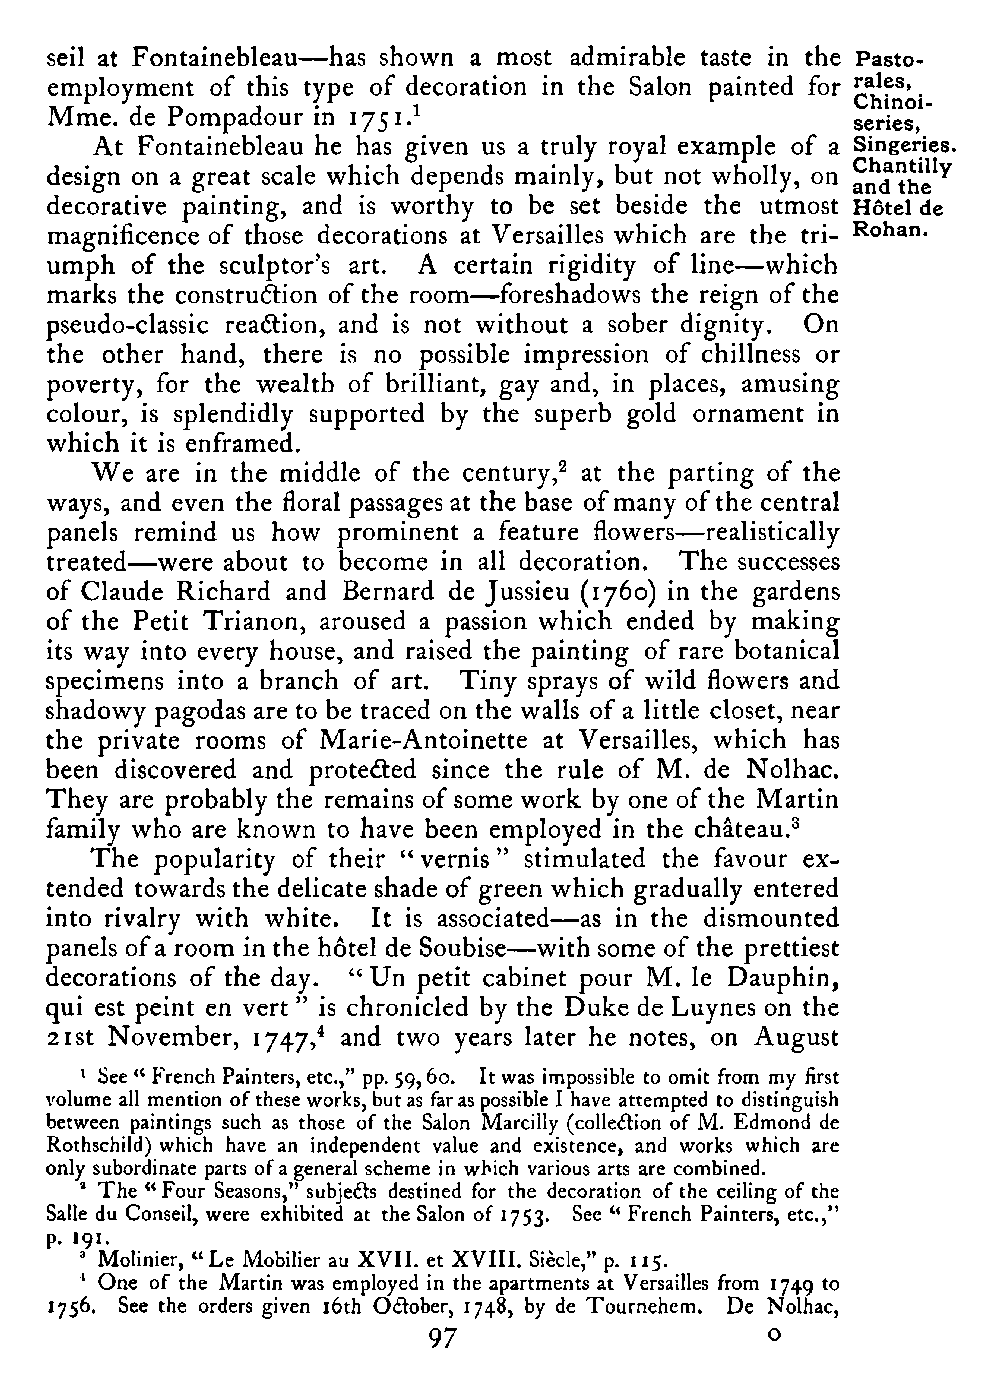 seil at Fontainebleau—has shown a most admirable taste in the
employment of this type of decoration in the Salon painted for
Mme. de Pompadour in 1751.¹
At Fontainebleau he has given us a truly royal example of a
design on a great scale which depends mainly, but not wholly, on
decorative painting, and is worthy to be set beside the utmost
magnificence of those decorations at Versailles which are the tri-
umph of the sculptor's art. A certain rigidity of line—which
marks the construction of the room—foreshadows the reign of the
pseudo-classic reaction, and is not without a sober dignity. On
the other hand, there is no possible impression of chillness or
poverty, for the wealth of brilliant, gay and, in places, amusing
colour, is splendidly supported by the superb gold ornament in
which it is enframed.
We are in the middle of the century,² at the parting of the
ways, and even the floral passages at the base of many of the central
panels remind us how prominent a feature flowers—realistically
treated—were about to become in all decoration. The successes
of Claude Richard and Bernard de Jussieu (1760) in the gardens
of the Petit Trianon, aroused a passion which ended by making
its way into every house, and raised the painting of rare botanical
specimens into a branch of art. Tiny sprays of wild flowers and
shadowy pagodas are to be traced on the walls of a little closet, near
the private rooms of Marie-Antoinette at Versailles, which has
been discovered and protected since the rule of M. de Nolhac.
They are probably the remains of some work by one of the Martin
family who are known to have been employed in the château.³
The popularity of their "vernis" stimulated the favour ex-
tended towards the delicate shade of green which gradually entered
into rivalry with white. It is associated—as in the dismounted
panels of a room in the hôtel de Soubise—with some of the prettiest
decorations of the day. "Un petit cabinet pour M. le Dauphin,
qui est peint en vert" is chronicled by the Duke de Luynes on the
21st November, 1747,⁴ and two years later he notes, on August
Pasto-
rales,
Chinoi-
series,
Singeries.
Chantilly
and the
Hôtel de
Rohan.
¹ See "French Painters, etc.," pp. 59, 60. It was impossible to omit from my first
volume all mention of these works, but as far as possible I have attempted to distinguish
between paintings such as those of the Salon Marcilly (collection of M. Edmond de
Rothschild) which have an independent value and existence, and works which are
only subordinate parts of a general scheme in which various arts are combined.
² The "Four Seasons," subjects destined for the decoration of the ceiling of the
Salle du Conseil, were exhibited at the Salon of 1753. See "French Painters, etc.,"
p. 191.
³ Molinier, "Le Mobilier au XVII. et XVIII. Siècle," p. 115.
⁴ One of the Martin was employed in the apartments at Versailles from 1749 to
1756. See the orders given 16th October, 1748, by de Tournehem. De Nolhac,
97 O